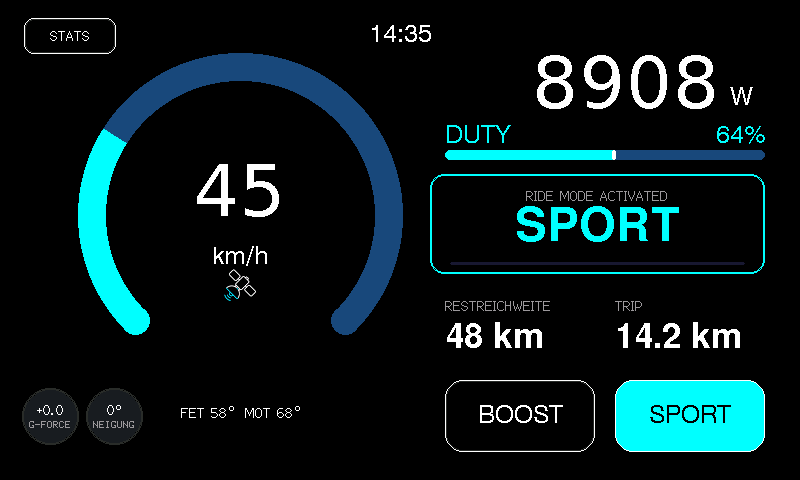 STATS
14:35
8908 W
DUTY 64%
45
km/h
RIDE MODE ACTIVATED
SPORT
RESTREICHWEITE
48 km
TRIP
14.2 km
+0.0
G-FORCE
0°
NEIGUNG
FET 58° MOT 68°
BOOST
SPORT